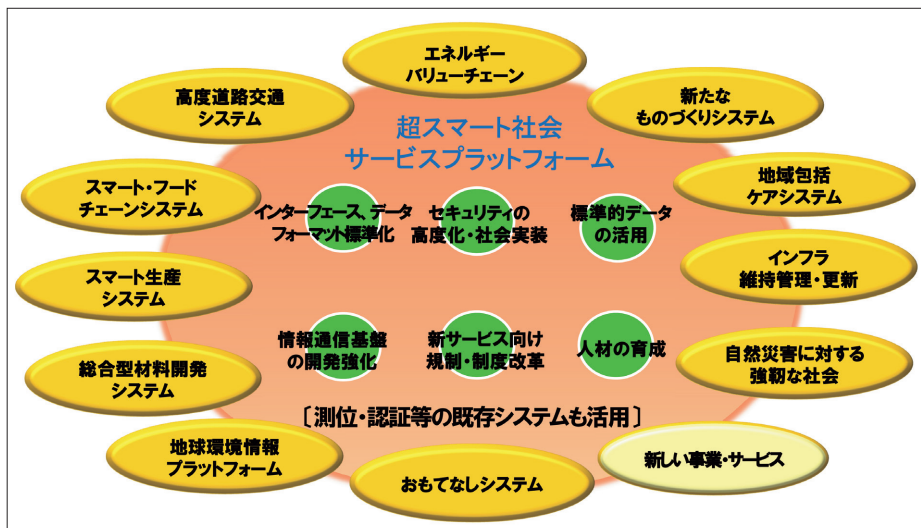 エネルギー
バリューチェーン
高度道路交通
システム
新たな
ものづくりシステム
超スマート社会
サービスプラットフォーム
スマート・フード
チェーンシステム
地域包括
ケアシステム
インターフェース、データ
フォーマット標準化
セキュリティの
高度化・社会実装
標準的データ
の活用
スマート生産
システム
インフラ
維持管理・更新
情報通信基盤
の開発強化
新サービス向け
規制・制度改革
人材の育成
総合型材料開発
システム
自然災害に対する
強靭な社会
〔測位・認証等の既存システムも活用〕
地球環境情報
プラットフォーム
おもてなしシステム
新しい事業・サービス